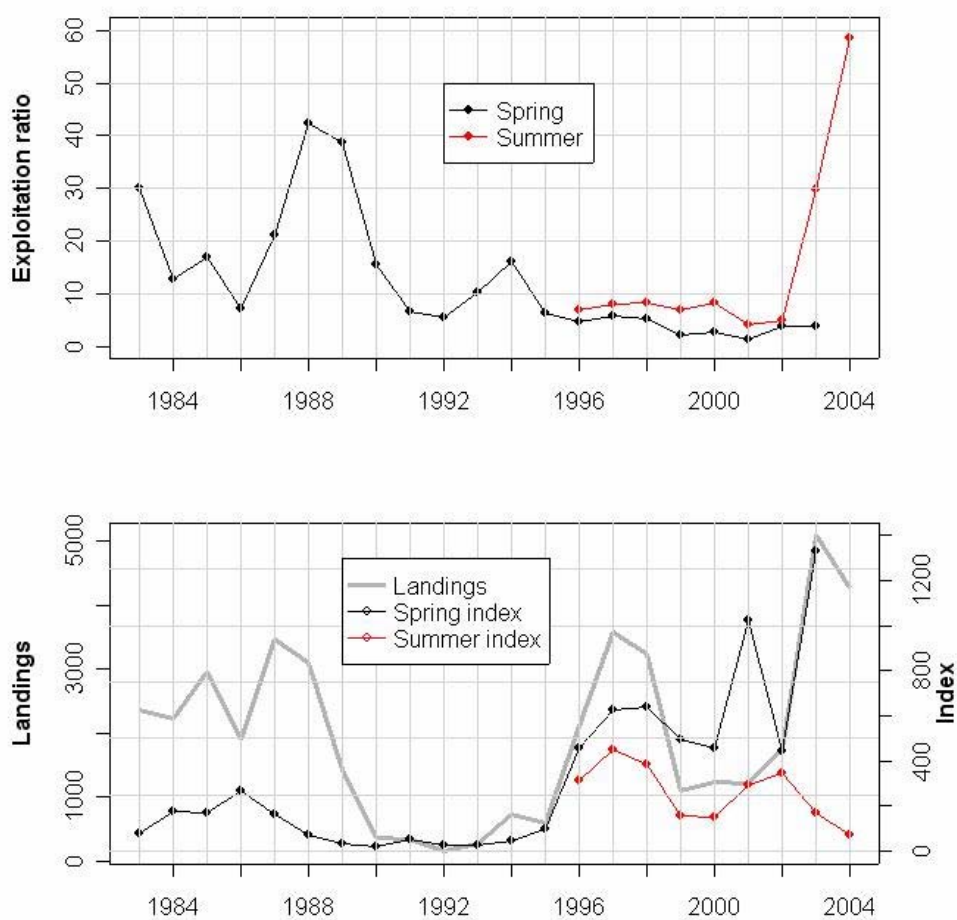 Exploitation ratio
60
50
40
30
20
10
0
Spring
Summer
1984 1988 1992 1996 2000 2004
Landings
5000
3000
1000
0
Landings
Spring index
Summer index
Index
1200
800
400
0
1984 1988 1992 1996 2000 2004